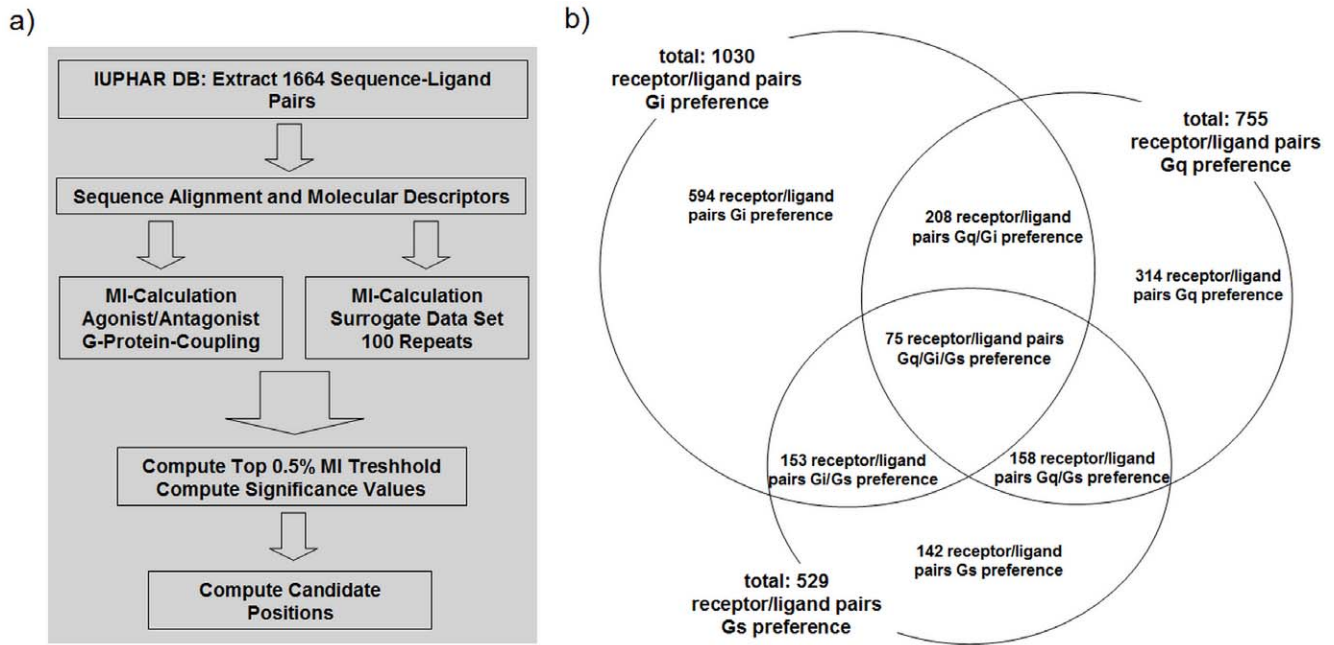 a)
IUPHAR DB: Extract 1664 Sequence-Ligand
Pairs
Sequence Alignment and Molecular Descriptors
MI-Calculation
Agonist/Antagonist
G-Protein-Coupling
MI-Calculation
Surrogate Data Set
100 Repeats
Compute Top 0.5% MI Treshhold
Compute Significance Values
Compute Candidate
Positions
b)
total: 1030
receptor/ligand pairs
Gi preference
total: 755
receptor/ligand pairs
Gq preference
594 receptor/ligand
pairs Gi preference
208 receptor/ligand
pairs Gq/Gi preference
314 receptor/ligand
pairs Gq preference
75 receptor/ligand pairs
Gq/Gi/Gs preference
153 receptor/ligand
pairs Gi/Gs preference
158 receptor/ligand
pairs Gq/Gs preference
142 receptor/ligand
pairs Gs preference
total: 529
receptor/ligand pairs
Gs preference